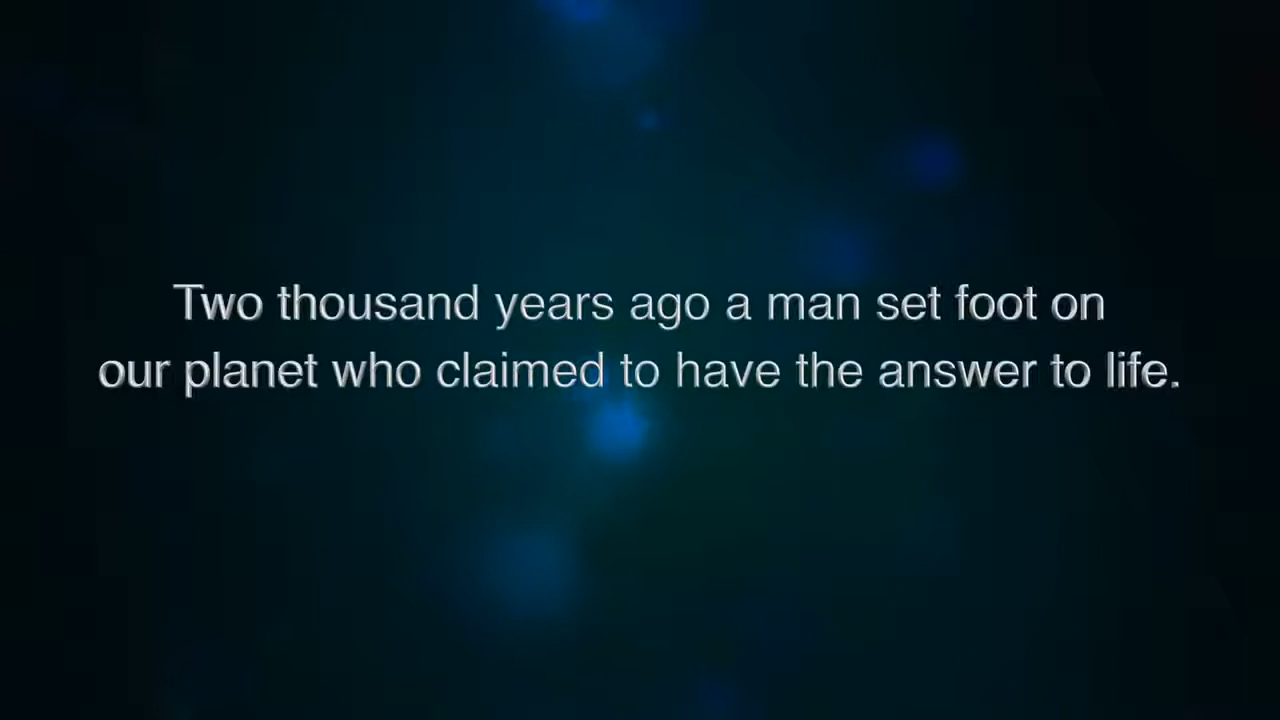 Two thousand years ago a man set foot on
our planet who claimed to have the answer to life.